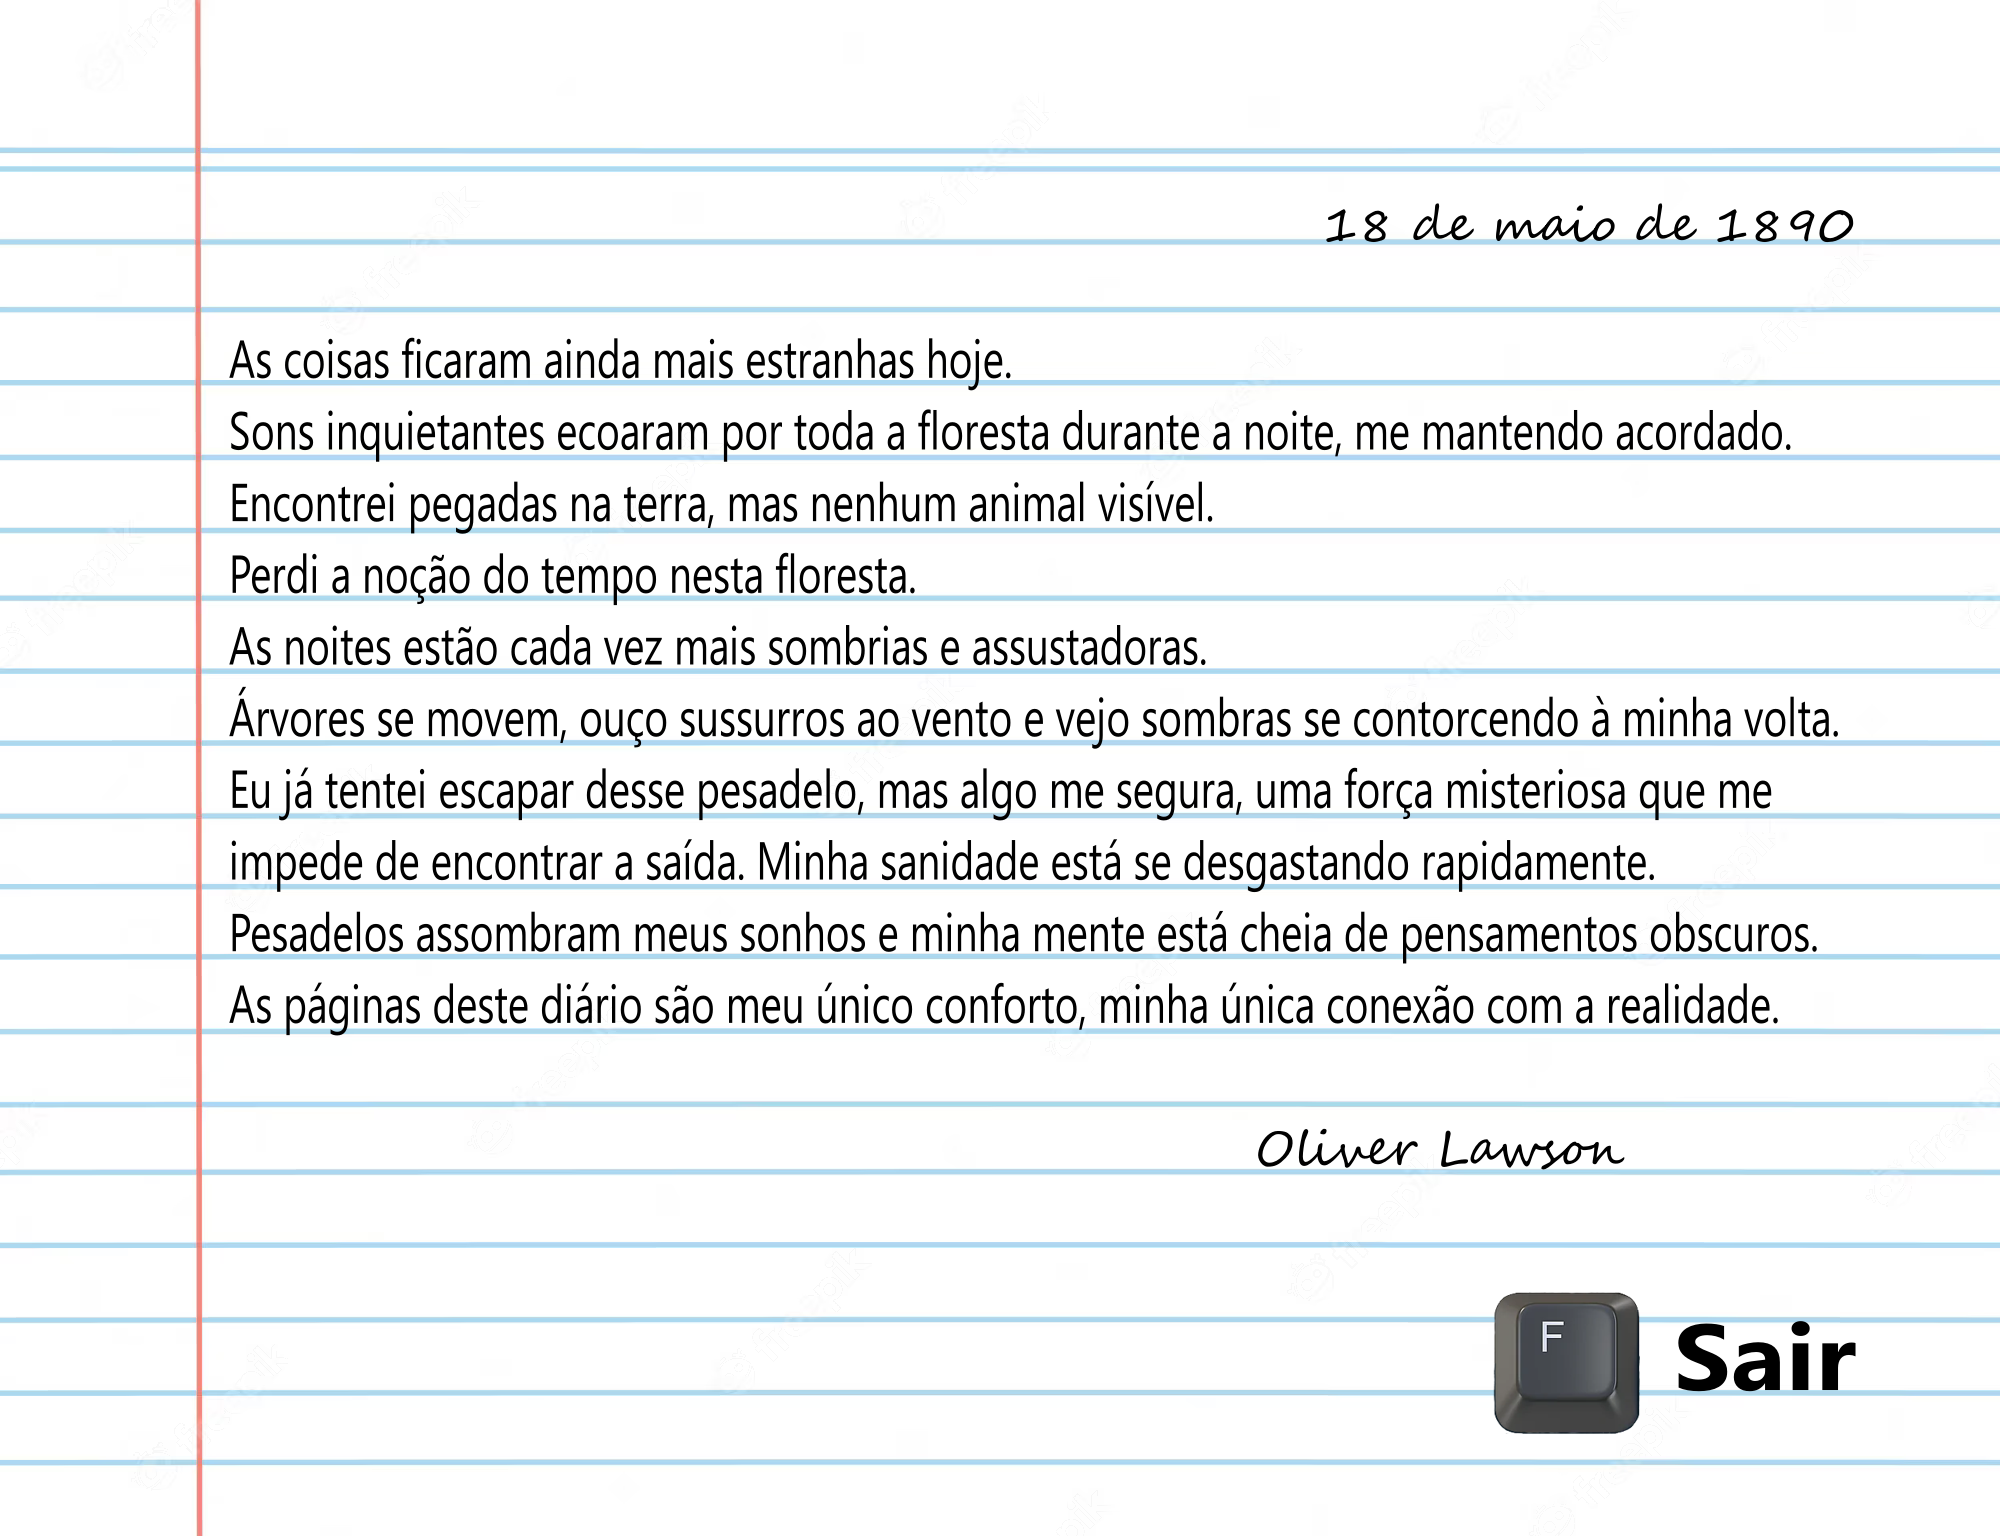 18 de maio de 1890
As coisas ficaram ainda mais estranhas hoje.
Sons inquietantes ecoaram por toda a floresta durante a noite, me mantendo acordado.
Encontrei pegadas na terra, mas nenhum animal visível.
Perdi a noção do tempo nesta floresta.
As noites estão cada vez mais sombrias e assustadoras.
Árvores se movem, ouço sussurros ao vento e vejo sombras se contorcendo à minha volta.
Eu já tentei escapar desse pesadelo, mas algo me segura, uma força misteriosa que me
impede de encontrar a saída. Minha sanidade está se desgastando rapidamente.
Pesadelos assombram meus sonhos e minha mente está cheia de pensamentos obscuros.
As páginas deste diário são meu único conforto, minha única conexão com a realidade.
Oliver Lawson
F Sair